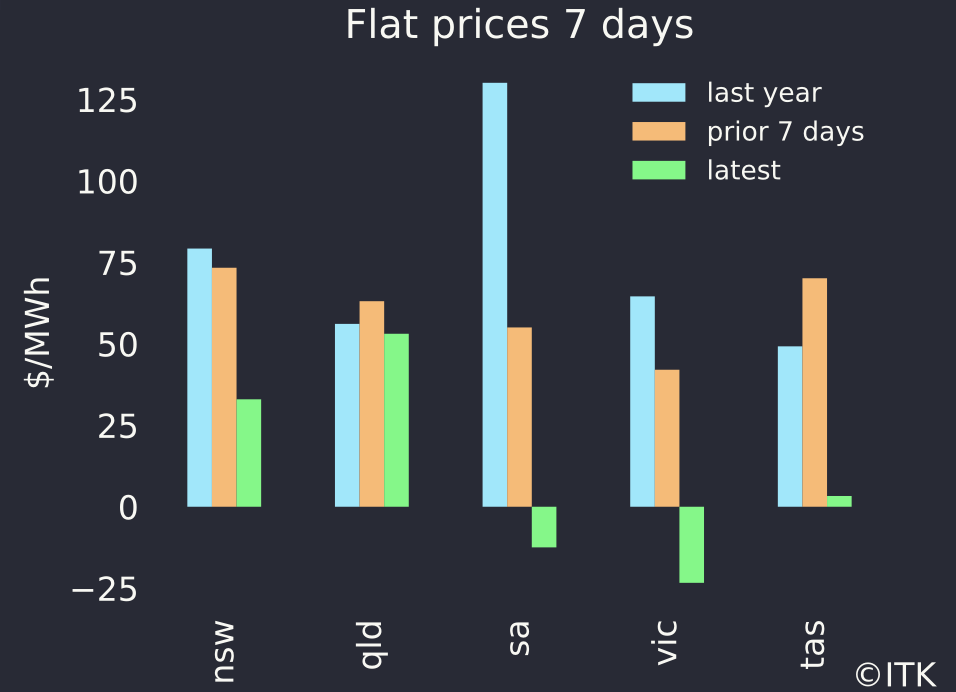 Flat prices 7 days
last year
prior 7 days
latest
$/MWh
125
100
75
50
25
0
−25
nsw
qld
sa
vic
tas
©ITK